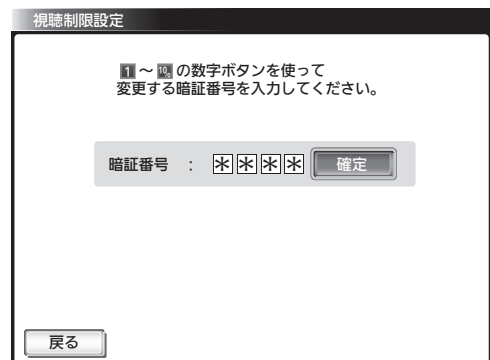 視聴制限設定
1 ～ 10 の数字ボタンを使って
変更する暗証番号を入力してください。
暗証番号 : ＊＊＊＊ 確定
戻る